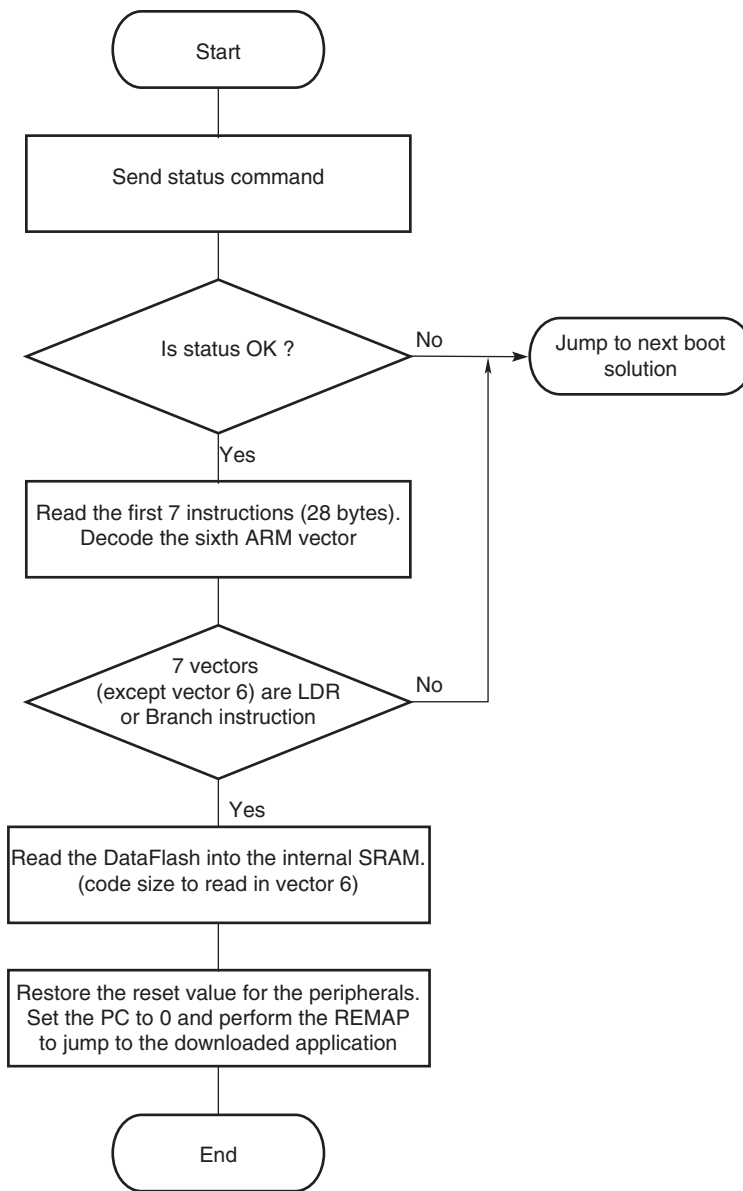 Start
Send status command
Is status OK ?
No
Jump to next boot
solution
Yes
Read the first 7 instructions (28 bytes).
Decode the sixth ARM vector
7 vectors
(except vector 6) are LDR
or Branch instruction
No
Yes
Read the DataFlash into the internal SRAM.
(code size to read in vector 6)
Restore the reset value for the peripherals.
Set the PC to 0 and perform the REMAP
to jump to the downloaded application
End